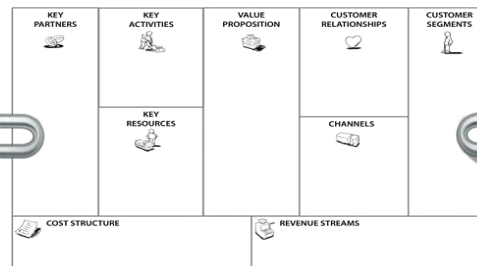 KEY
PARTNERS
KEY
ACTIVITIES
VALUE
PROPOSITION
CUSTOMER
RELATIONSHIPS
CUSTOMER
SEGMENTS
KEY
RESOURCES
CHANNELS
COST STRUCTURE
REVENUE STREAMS